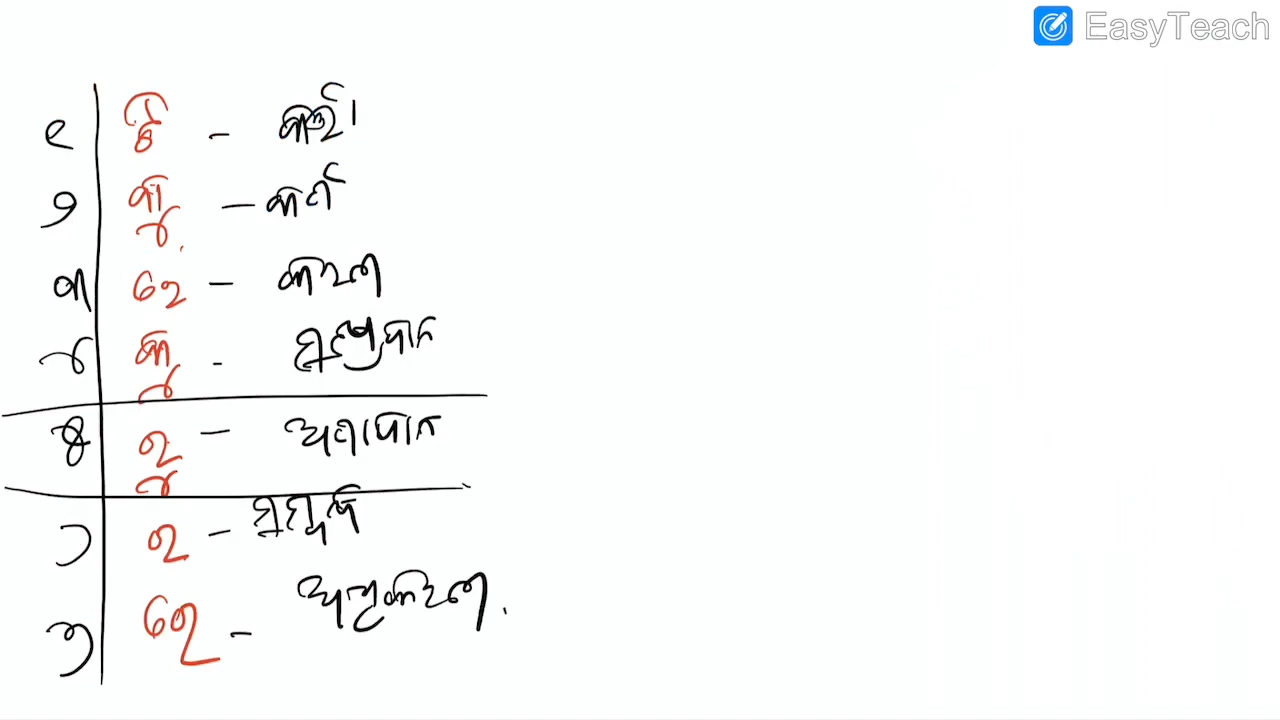 EasyTeach
୧ ଟି - କର୍ତ୍ତା
୨ କୁ - କର୍ମ
୩ ରେ - କରଣ
୪ କୁ - ସମ୍ପ୍ରଦାନ
୫ ରୁ - ଅପାଦାନ
୬ ର - ସମ୍ବନ୍ଧ
୭ ରେ - ଅଧିକରଣ